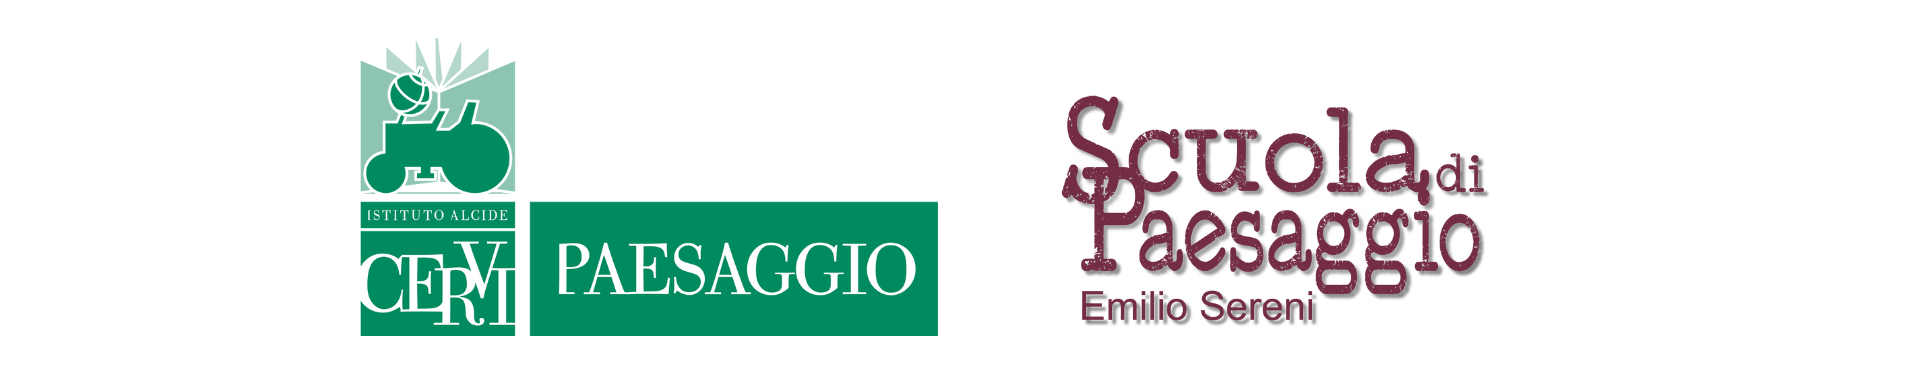 ISTITUTO ALCIDE
CERVI
PAESAGGIO
Scuola di
Paesaggio
Emilio Sereni